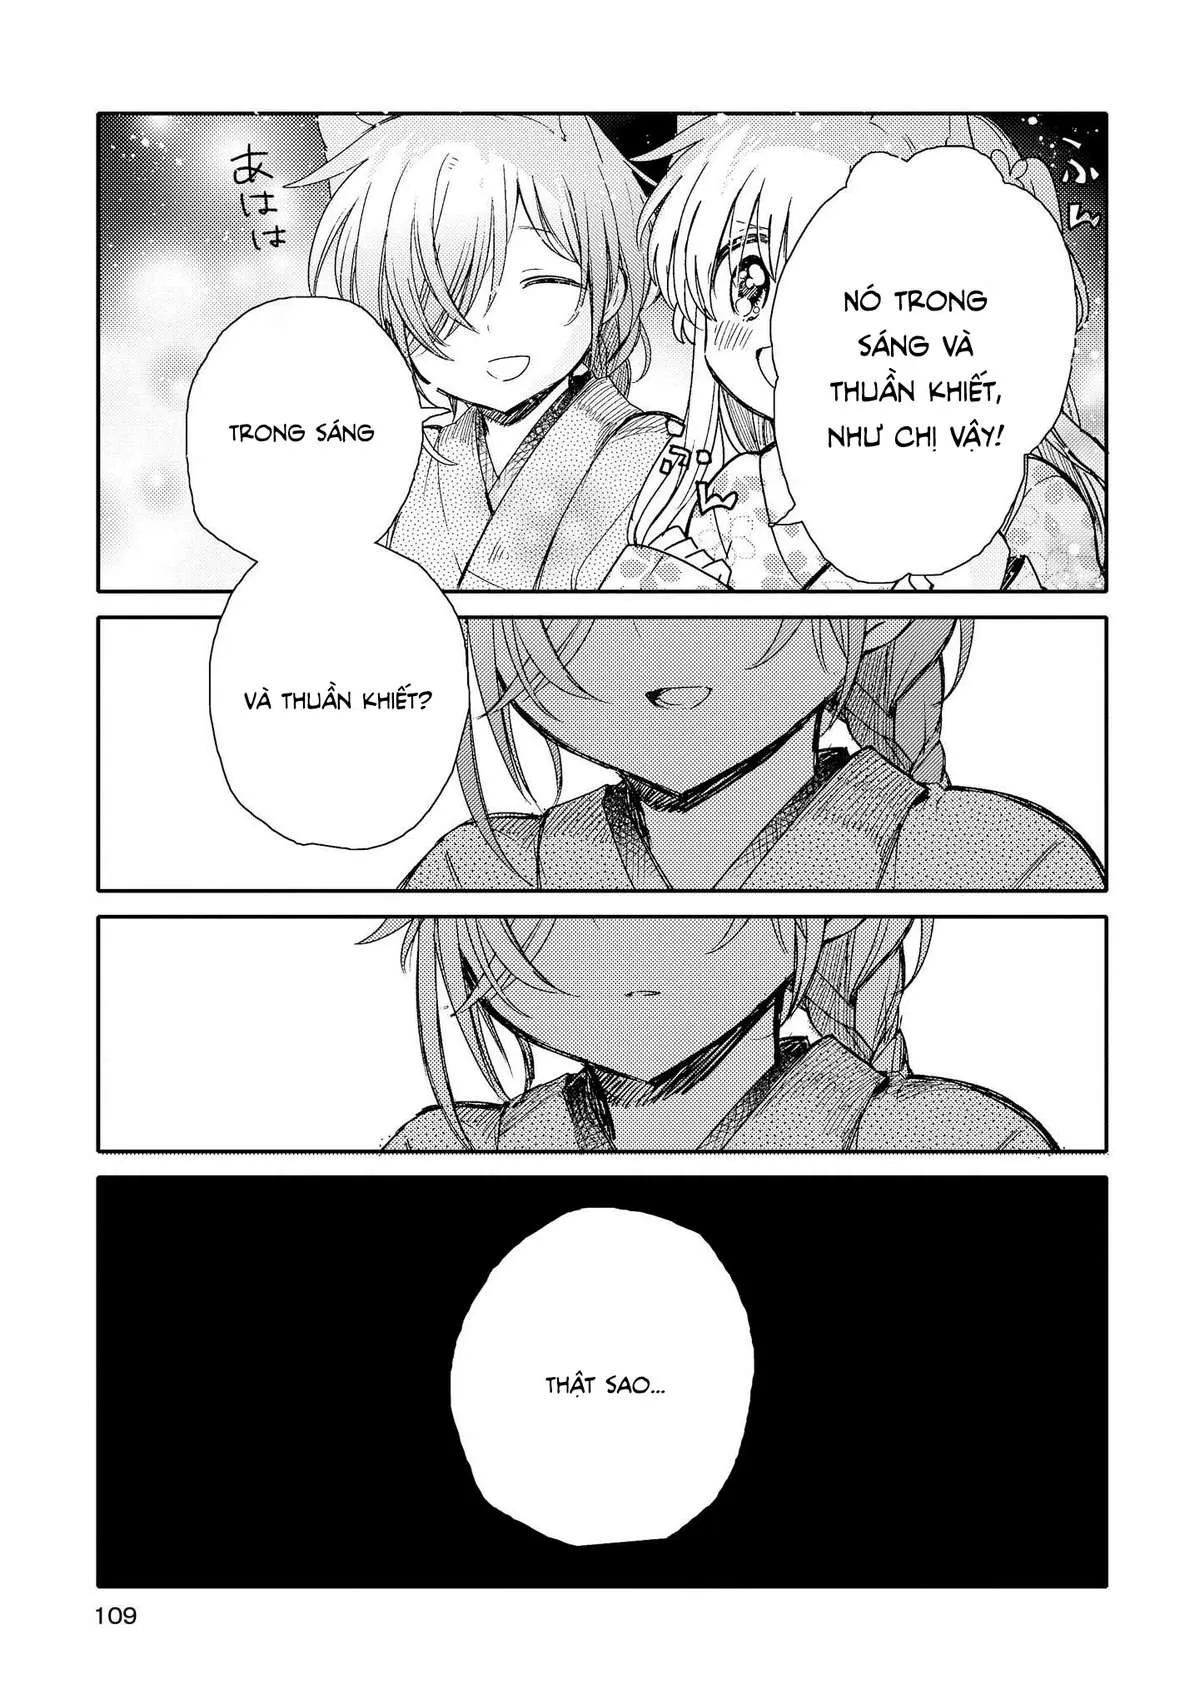 ふんす
NÓ TRONG
SÁNG VÀ
THUẦN KHIẾT,
NHƯ CHỊ VẬY!
あはは
TRONG SÁNG
VÀ THUẦN KHIẾT?
THẬT SAO...
109